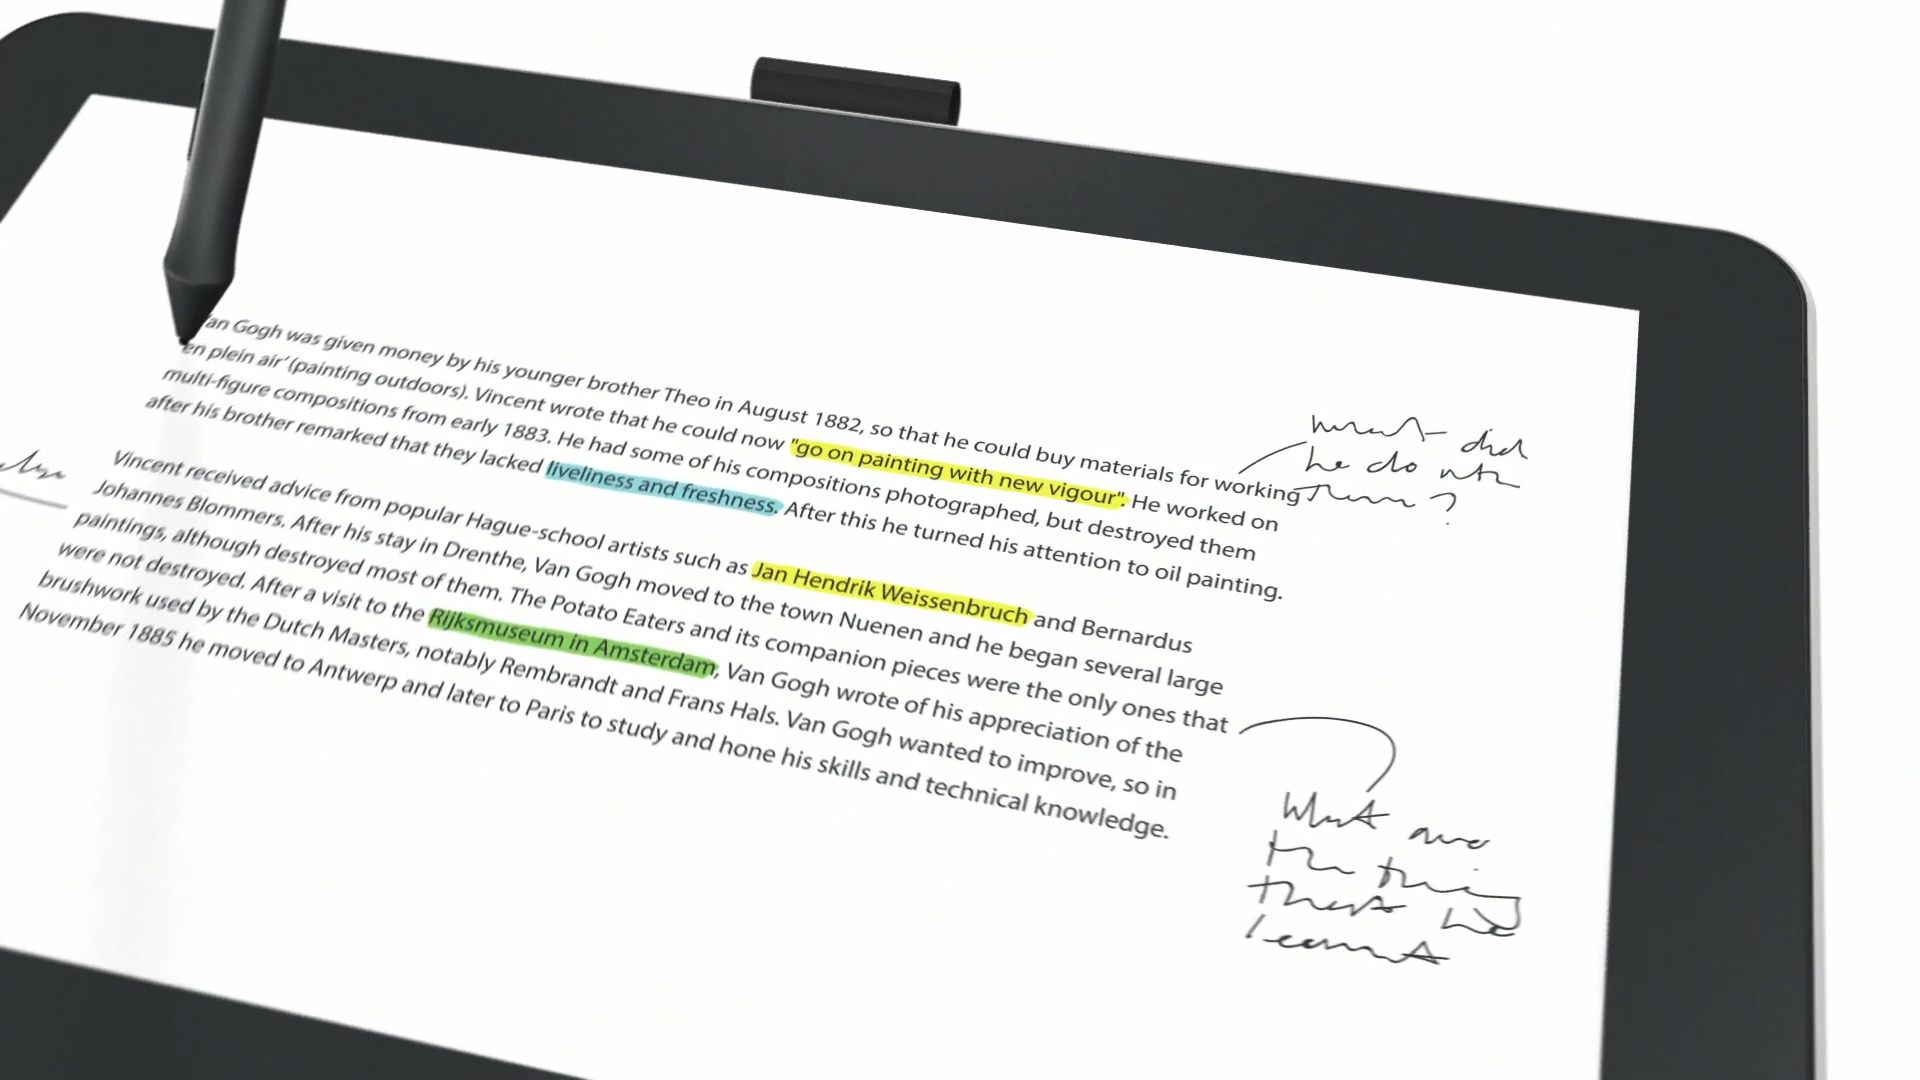 Van Gogh was given money by his younger brother Theo in August 1882, so that he could buy materials for working
'en plein air' (painting outdoors). Vincent wrote that he could now "go on painting with new vigour". He worked on
multi-figure compositions from early 1883. He had some of his compositions photographed, but destroyed them
after his brother remarked that they lacked liveliness and freshness. After this he turned his attention to oil painting.
Vincent received advice from popular Hague-school artists such as Jan Hendrik Weissenbruch and Bernardus
Johannes Blommers. After his stay in Drenthe, Van Gogh moved to the town Nuenen and he began several large
paintings, although destroyed most of them. The Potato Eaters and its companion pieces were the only ones that
were not destroyed. After a visit to the Rijksmuseum in Amsterdam, Van Gogh wrote of his appreciation of the
brushwork used by the Dutch Masters, notably Rembrandt and Frans Hals. Van Gogh wanted to improve, so in
November 1885 he moved to Antwerp and later to Paris to study and hone his skills and technical knowledge.
what did
he do with
them ?
What are
the things
that he
learnt